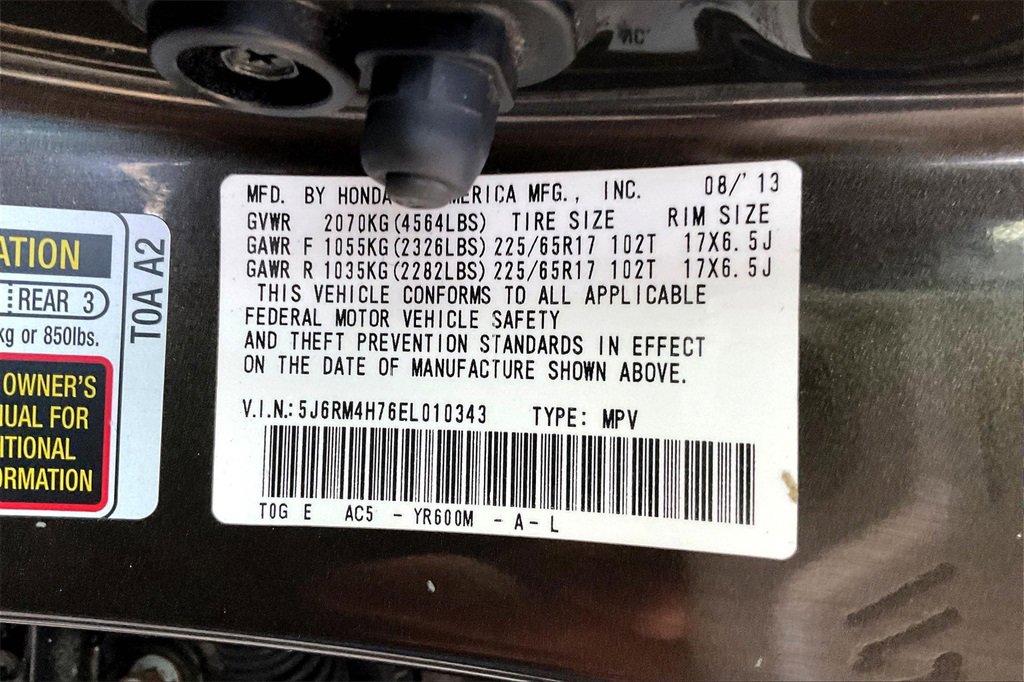 MFD. BY HONDA AMERICA MFG., INC. 08/'13
GVWR 2070KG(4564LBS) TIRE SIZE RIM SIZE
GAWR F 1055KG(2326LBS) 225/65R17 102T 17X6.5J
GAWR R 1035KG(2282LBS) 225/65R17 102T 17X6.5J
THIS VEHICLE CONFORMS TO ALL APPLICABLE
FEDERAL MOTOR VEHICLE SAFETY
AND THEFT PREVENTION STANDARDS IN EFFECT
ON THE DATE OF MANUFACTURE SHOWN ABOVE.
V.I.N.: 5J6RM4H76EL010343 TYPE: MPV
T0G E AC5 - YR600M - A - L
ATION
REAR 3
kg or 850lbs.
OWNER'S
NUAL FOR
ITIONAL
ORMATION
T0A A2